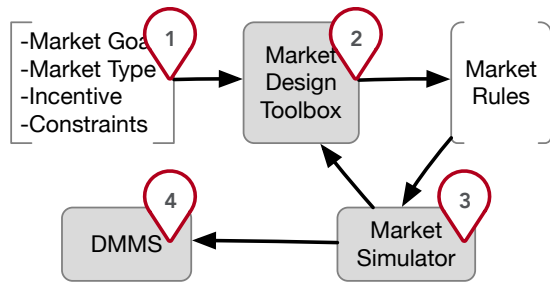 -Market Goa
-Market Type
-Incentive
-Constraints
1
Market
Design
Toolbox
2
Market
Rules
4
DMMS
Market
Simulator
3